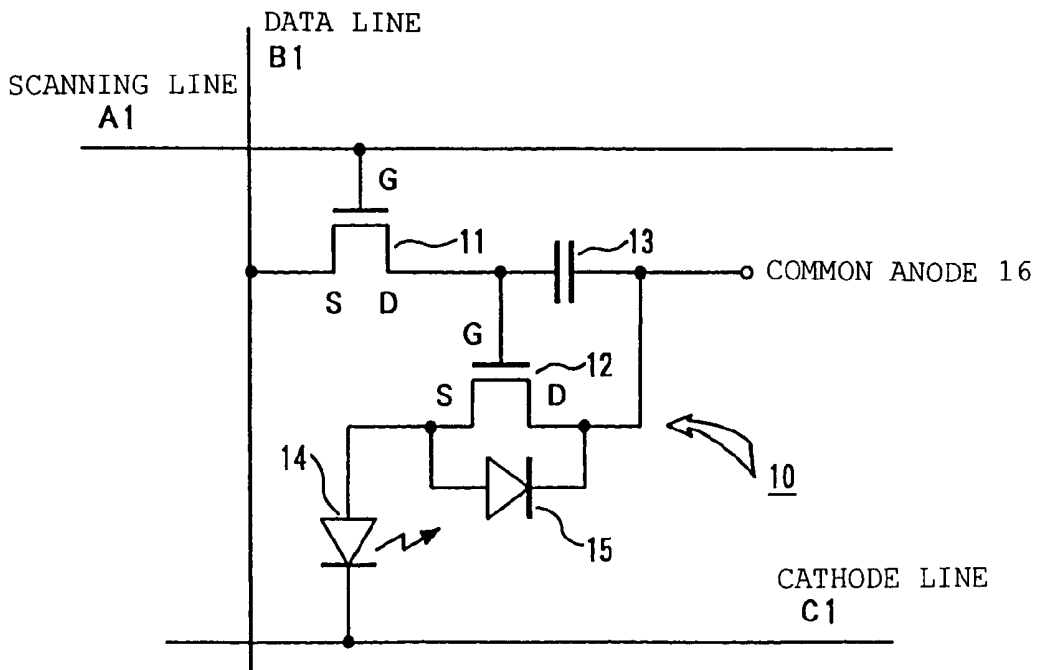 DATA LINE
B1
SCANNING LINE
A1
G
11
13
COMMON ANODE 16
S D
G
12
S D
14
10
15
CATHODE LINE
C1